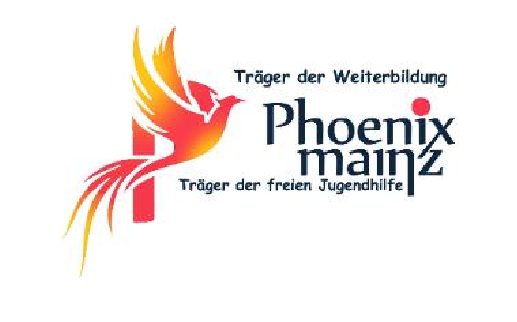 Träger der Weiterbildung
Phoenix
mainz
Träger der freien Jugendhilfe